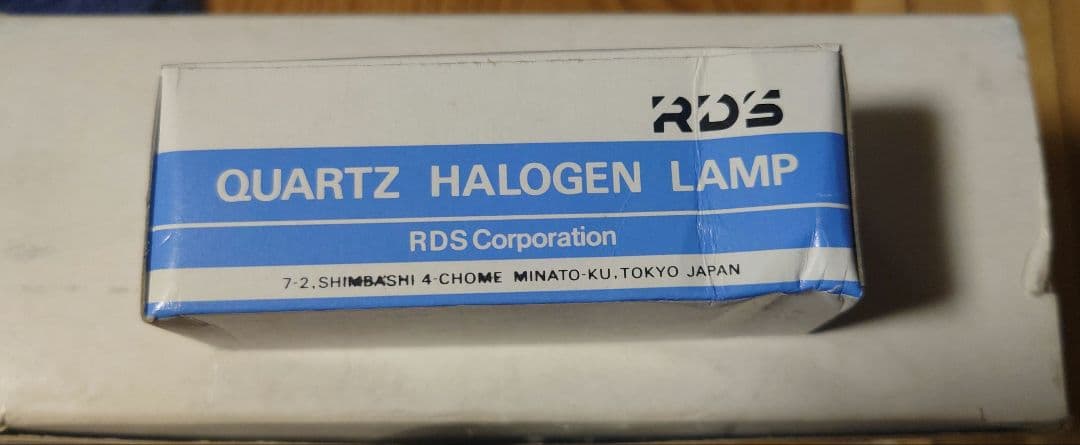 RDS
QUARTZ HALOGEN LAMP
RDS Corporation
7-2, SHIMBASHI 4-CHOME MINATO-KU, TOKYO JAPAN